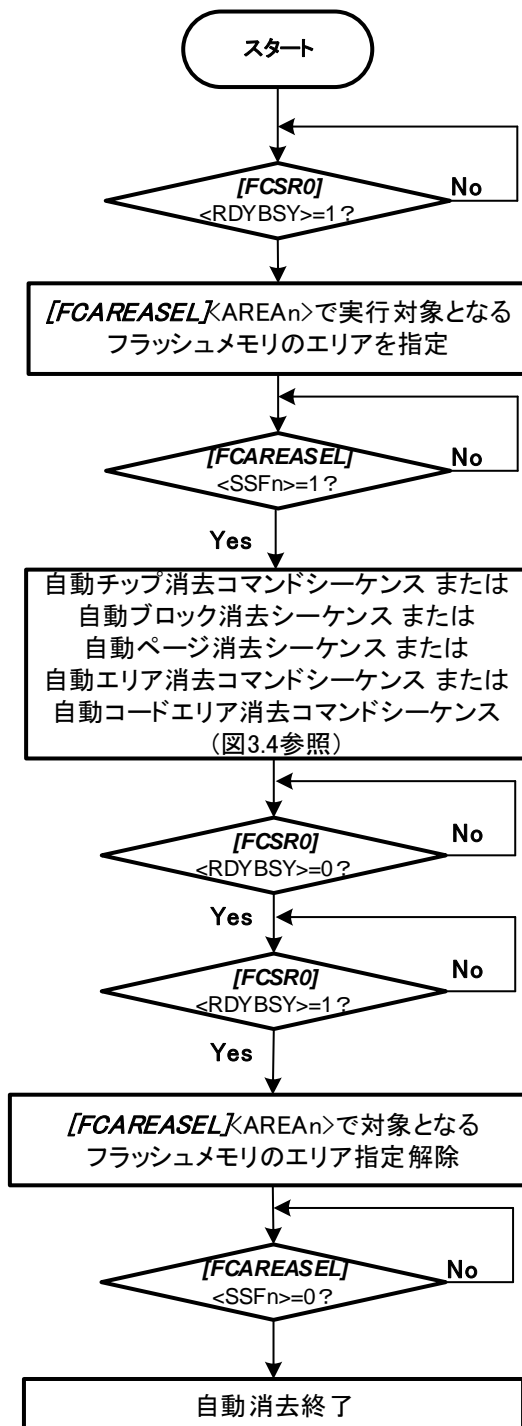 スタート
[FCSR0]
<RDYBSY>=1?
No
[FCAREASEL]<AREAn>で実行対象となる
フラッシュメモリのエリアを指定
[FCAREASEL]
<SSFn>=1?
No
Yes
自動チップ消去コマンドシーケンス または
自動ブロック消去シーケンス または
自動ページ消去シーケンス または
自動エリア消去コマンドシーケンス または
自動コードエリア消去コマンドシーケンス
(図3.4参照)
[FCSR0]
<RDYBSY>=0?
No
Yes
[FCSR0]
<RDYBSY>=1?
No
Yes
[FCAREASEL]<AREAn>で対象となる
フラッシュメモリのエリア指定解除
[FCAREASEL]
<SSFn>=0?
No
自動消去終了